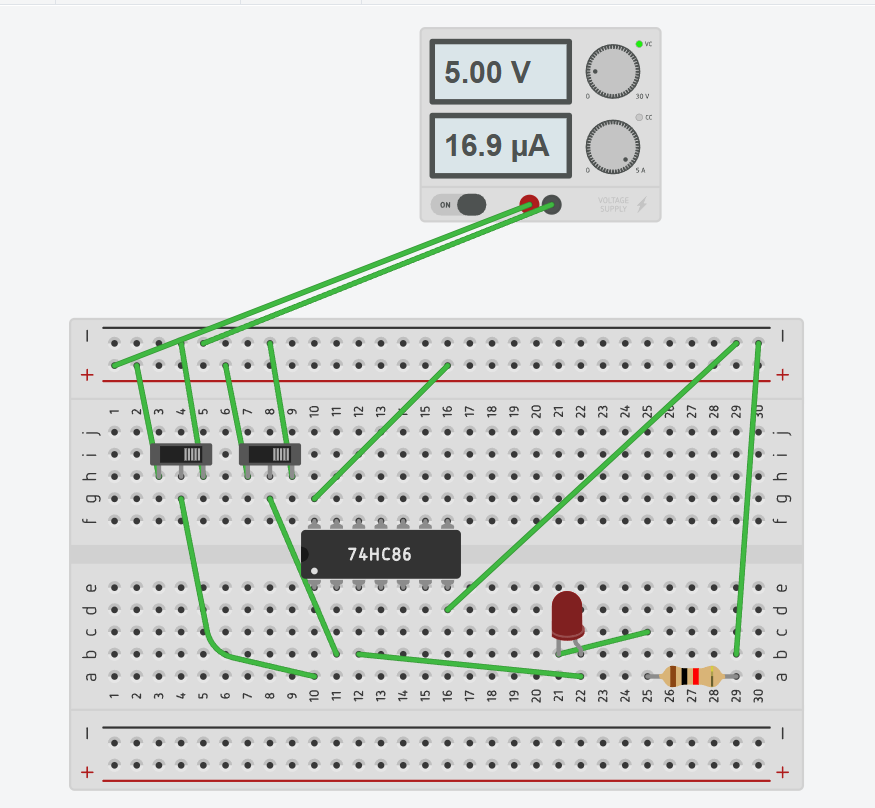 5.00 V
VC
0
30 V
16.9 µA
CC
0
5 A
ON
VOLTAGE
SUPPLY
− −
+ +
1 2 3 4 5 6 7 8 9 10 11 12 13 14 15 16 17 18 19 20 21 22 23 24 25 26 27 28 29 30
j j
i i
h h
g g
f f
74HC86
e e
d d
c c
b b
a a
1 2 3 4 5 6 7 8 9 10 11 12 13 14 15 16 17 18 19 20 21 22 23 24 25 26 27 28 29 30
− −
+ +